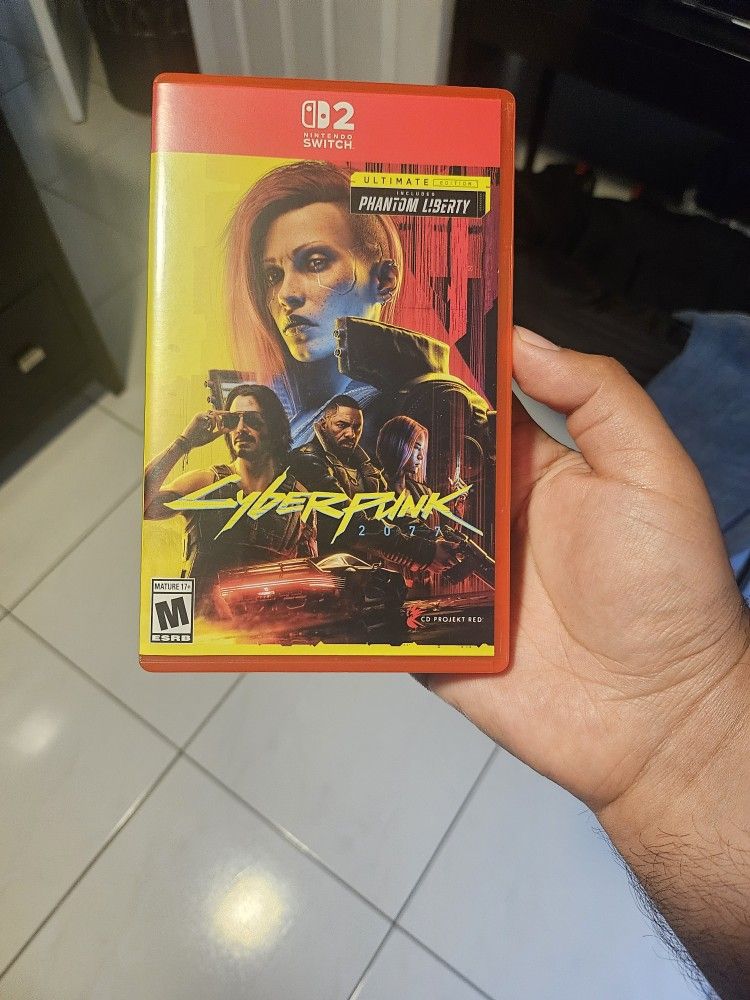 2
NINTENDO
SWITCH
ULTIMATE EDITION
INCLUDES
PHANTOM LIBERTY
CYBERPUNK
2077
MATURE 17+
M
ESRB
CD PROJEKT RED